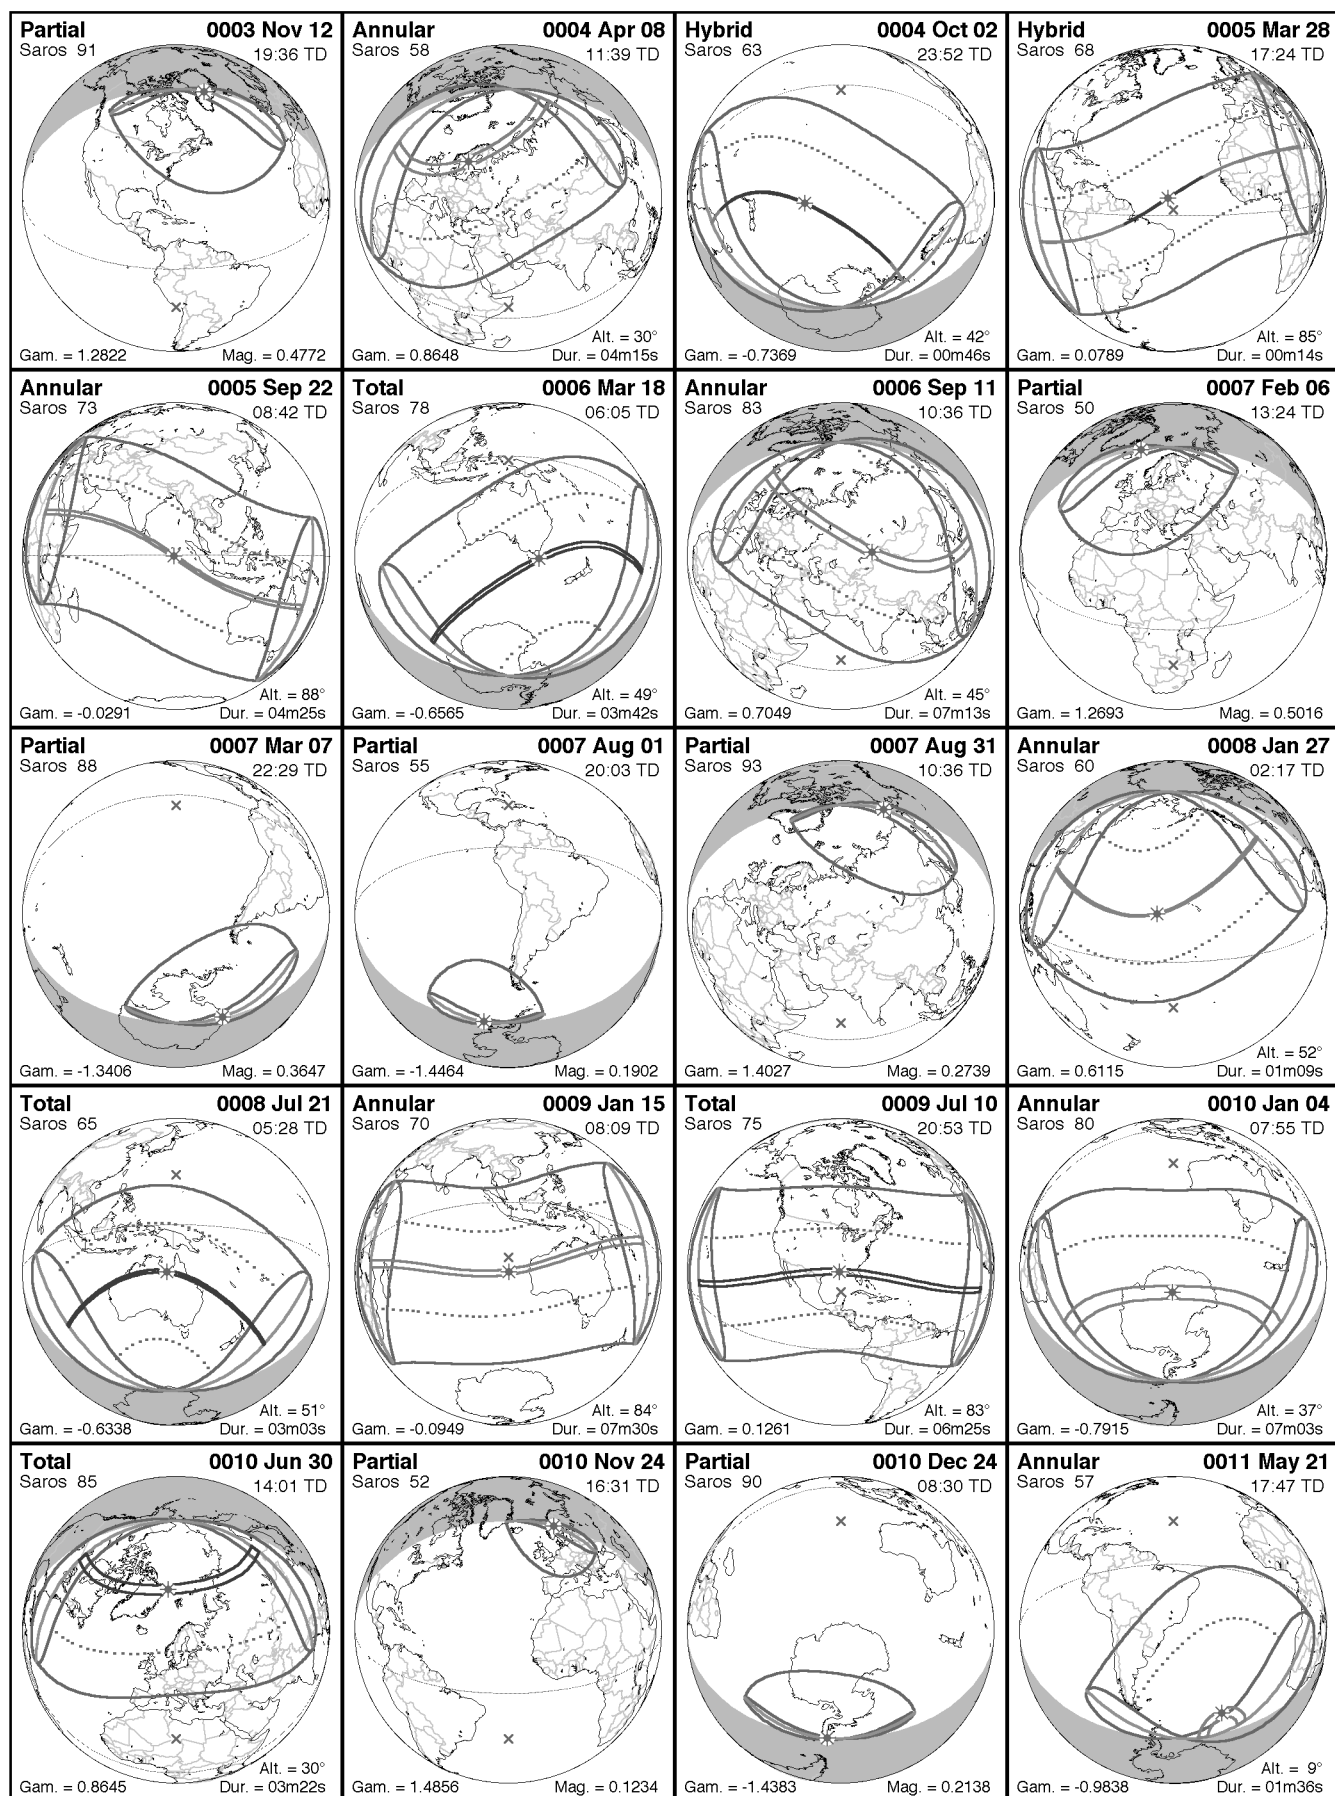 Partial 0003 Nov 12
Saros 91 19:36 TD
Gam. = 1.2822 Mag. = 0.4772
Annular 0004 Apr 08
Saros 58 11:39 TD
Alt. = 30°
Gam. = 0.8648 Dur. = 04m15s
Hybrid 0004 Oct 02
Saros 63 23:52 TD
Alt. = 42°
Gam. = -0.7369 Dur. = 00m46s
Hybrid 0005 Mar 28
Saros 68 17:24 TD
Alt. = 85°
Gam. = 0.0789 Dur. = 00m14s
Annular 0005 Sep 22
Saros 73 08:42 TD
Alt. = 88°
Gam. = -0.0291 Dur. = 04m25s
Total 0006 Mar 18
Saros 78 06:05 TD
Alt. = 49°
Gam. = -0.6565 Dur. = 03m42s
Annular 0006 Sep 11
Saros 83 10:36 TD
Alt. = 45°
Gam. = 0.7049 Dur. = 07m13s
Partial 0007 Feb 06
Saros 50 13:24 TD
Gam. = 1.2693 Mag. = 0.5016
Partial 0007 Mar 07
Saros 88 22:29 TD
Gam. = -1.3406 Mag. = 0.3647
Partial 0007 Aug 01
Saros 55 20:03 TD
Gam. = -1.4464 Mag. = 0.1902
Partial 0007 Aug 31
Saros 93 10:36 TD
Gam. = 1.4027 Mag. = 0.2739
Annular 0008 Jan 27
Saros 60 02:17 TD
Alt. = 52°
Gam. = 0.6115 Dur. = 01m09s
Total 0008 Jul 21
Saros 65 05:28 TD
Alt. = 51°
Gam. = -0.6338 Dur. = 03m03s
Annular 0009 Jan 15
Saros 70 08:09 TD
Alt. = 84°
Gam. = -0.0949 Dur. = 07m30s
Total 0009 Jul 10
Saros 75 20:53 TD
Alt. = 83°
Gam. = 0.1261 Dur. = 06m25s
Annular 0010 Jan 04
Saros 80 07:55 TD
Alt. = 37°
Gam. = -0.7915 Dur. = 07m03s
Total 0010 Jun 30
Saros 85 14:01 TD
Alt. = 30°
Gam. = 0.8645 Dur. = 03m22s
Partial 0010 Nov 24
Saros 52 16:31 TD
Gam. = 1.4856 Mag. = 0.1234
Partial 0010 Dec 24
Saros 90 08:30 TD
Gam. = -1.4383 Mag. = 0.2138
Annular 0011 May 21
Saros 57 17:47 TD
Alt. = 9°
Gam. = -0.9838 Dur. = 01m36s